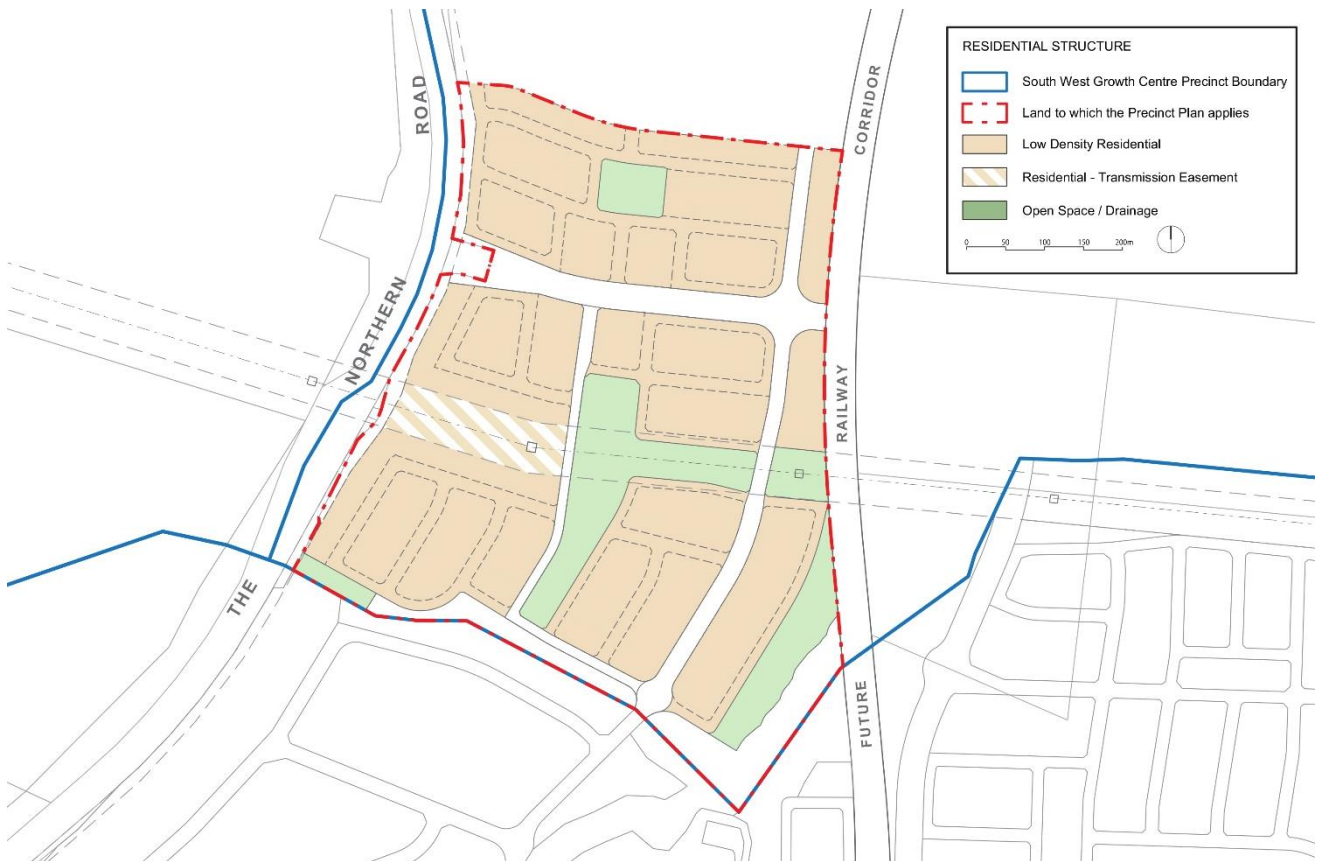 RESIDENTIAL STRUCTURE
South West Growth Centre Precinct Boundary
Land to which the Precinct Plan applies
Low Density Residential
Residential - Transmission Easement
Open Space / Drainage
0 50 100 150 200m
THE NORTHERN ROAD
FUTURE RAILWAY CORRIDOR